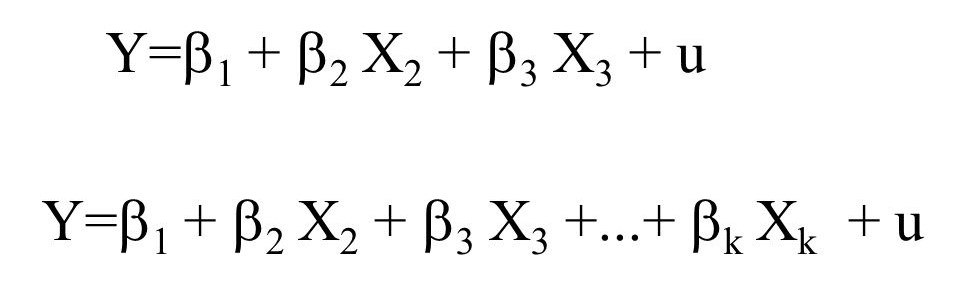 Y=β₁ + β₂ X₂ + β₃ X₃ + u
Y=β₁ + β₂ X₂ + β₃ X₃ +...+ βₖ Xₖ + u